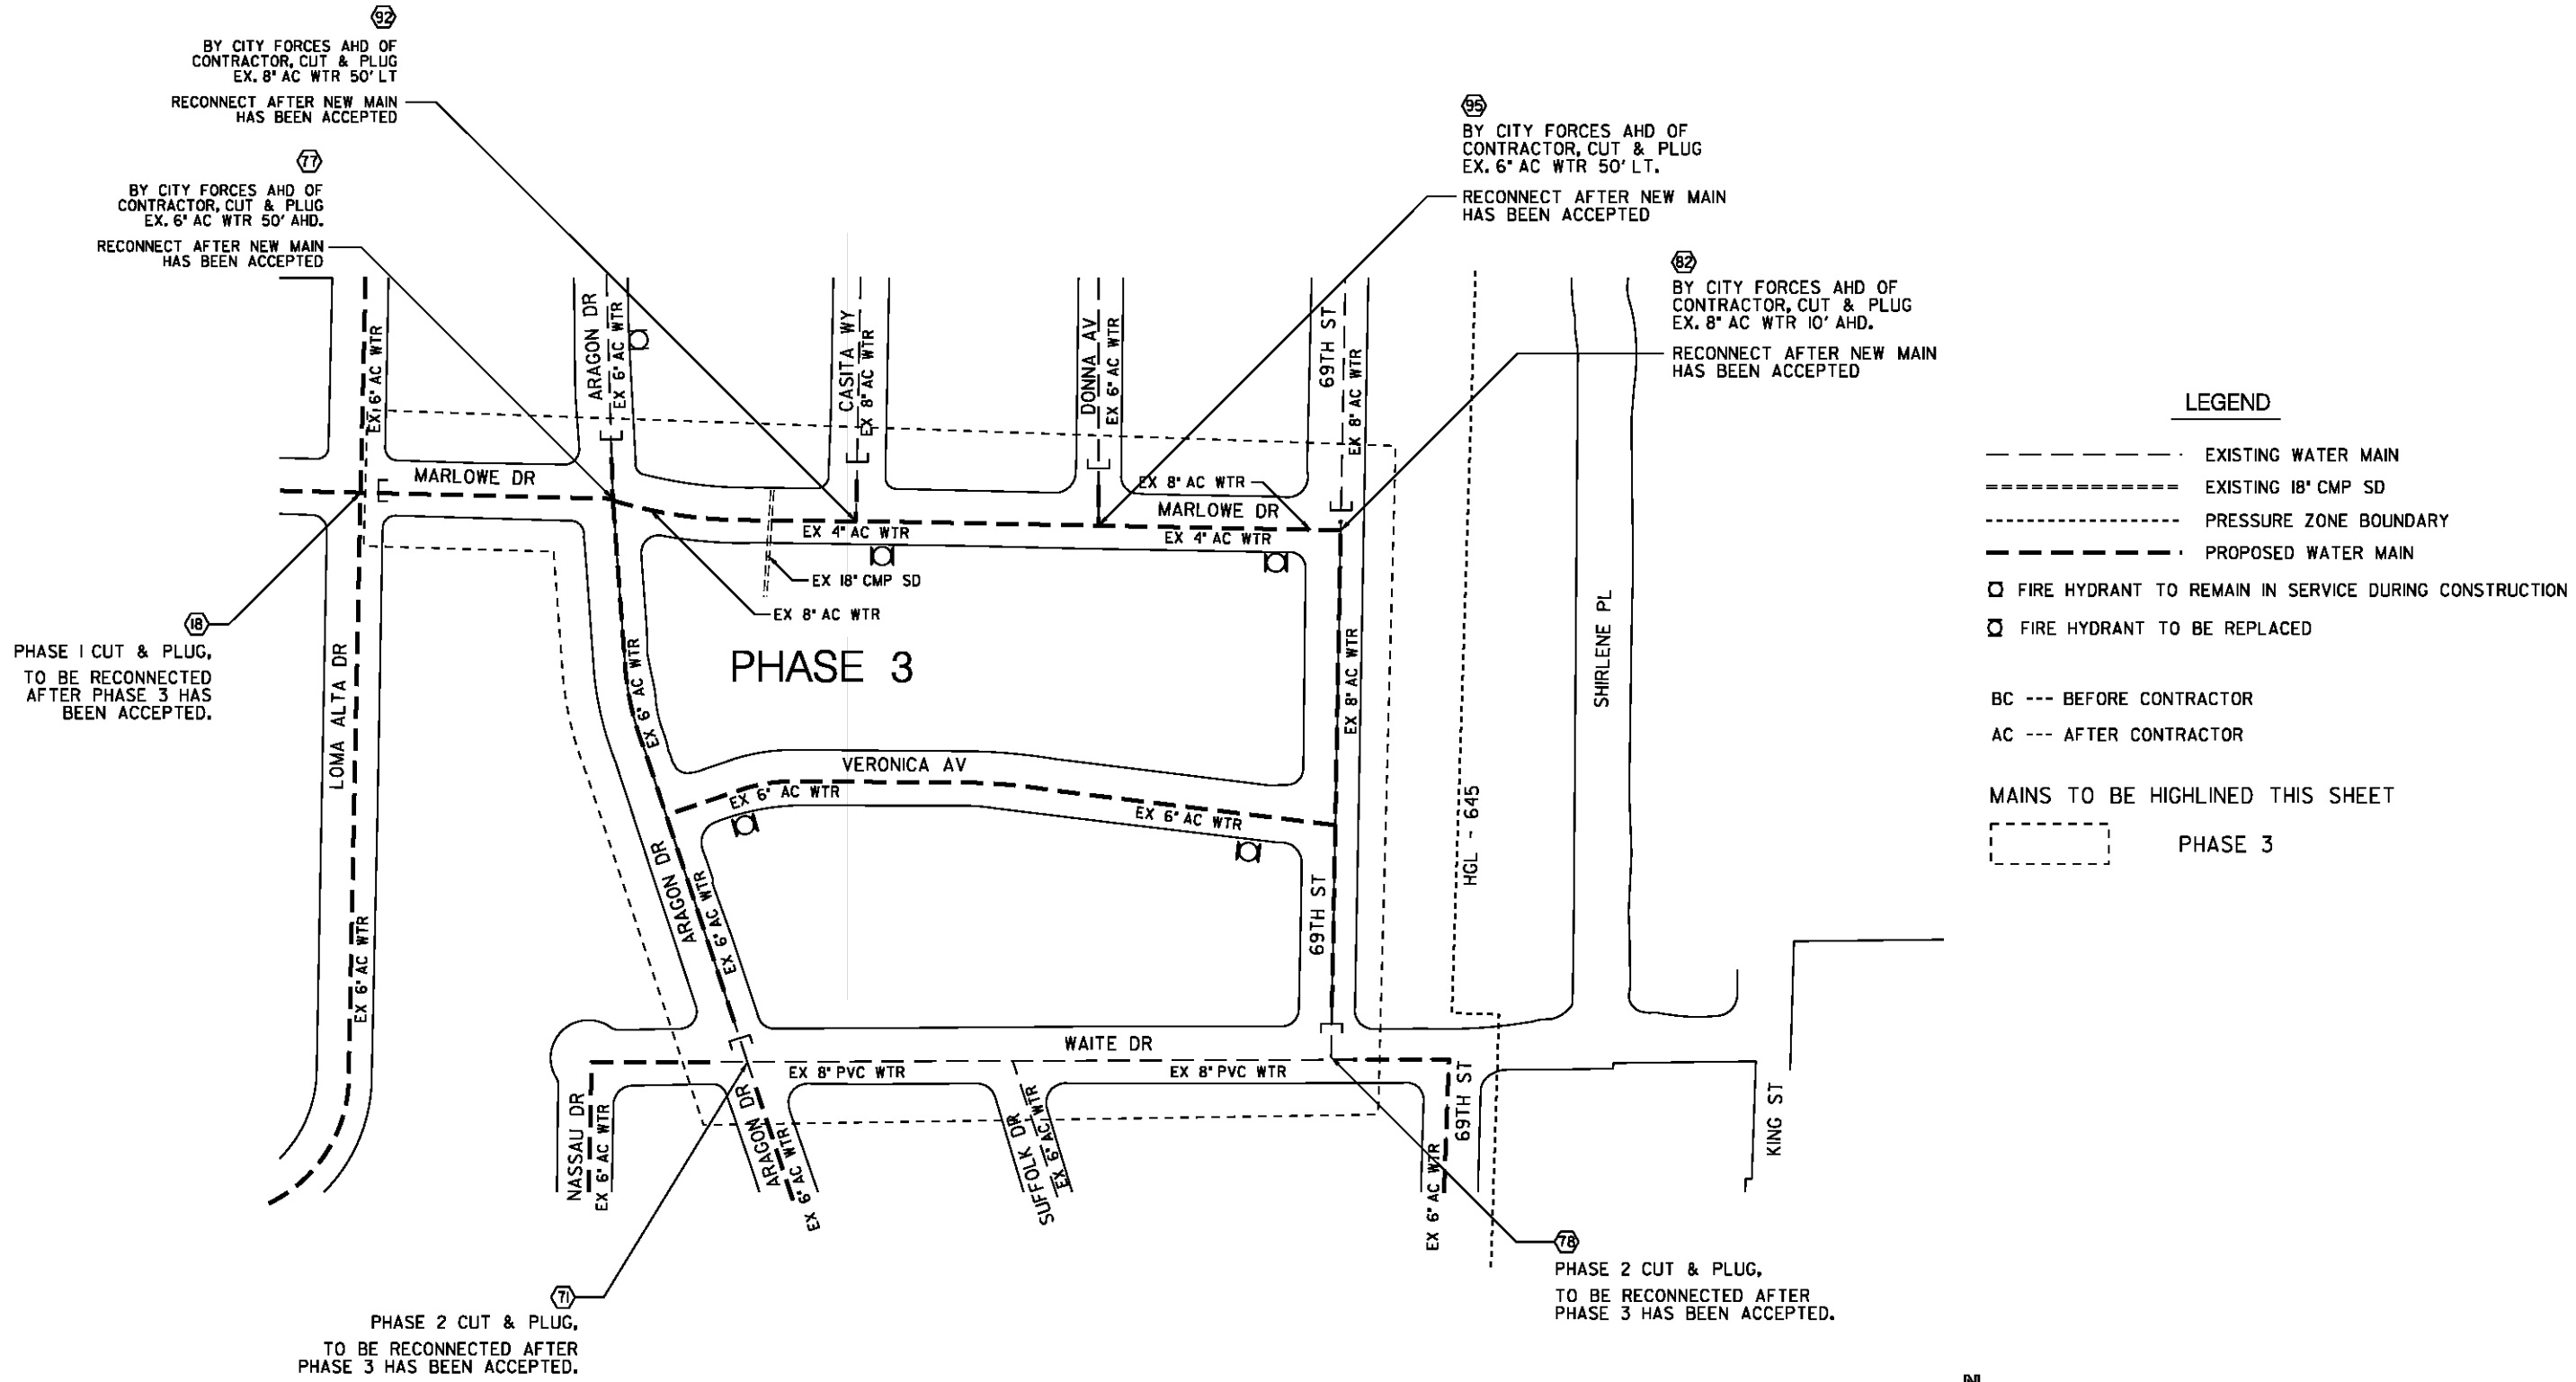 92
BY CITY FORCES AHD OF
CONTRACTOR, CUT & PLUG
EX. 8" AC WTR 50' LT
RECONNECT AFTER NEW MAIN
HAS BEEN ACCEPTED
77
BY CITY FORCES AHD OF
CONTRACTOR, CUT & PLUG
EX. 6" AC WTR 50' AHD.
RECONNECT AFTER NEW MAIN
HAS BEEN ACCEPTED
95
BY CITY FORCES AHD OF
CONTRACTOR, CUT & PLUG
EX. 6" AC WTR 50' LT.
RECONNECT AFTER NEW MAIN
HAS BEEN ACCEPTED
82
BY CITY FORCES AHD OF
CONTRACTOR, CUT & PLUG
EX. 8" AC WTR 10' AHD.
RECONNECT AFTER NEW MAIN
HAS BEEN ACCEPTED
EX 6" AC WTR
ARAGON DR
EX 6" AC WTR
CASITA WY
EX 8" AC WTR
DONNA AV
EX 6" AC WTR
69TH ST
EX 8" AC WTR
MARLOWE DR
EX 8" AC WTR
MARLOWE DR
EX 4" AC WTR
EX 4" AC WTR
EX 18" CMP SD
EX 8" AC WTR
18
PHASE 1 CUT & PLUG,
TO BE RECONNECTED
AFTER PHASE 3 HAS
BEEN ACCEPTED.
LOMA ALTA DR
EX 6" AC WTR
PHASE 3
EX 6" AC WTR
EX 6" AC WTR
EX 8" AC WTR
SHIRLENE PL
VERONICA AV
EX 6" AC WTR
EX 6" AC WTR
HGL - 645
ARAGON DR
EX 6" AC WTR
69TH ST
WAITE DR
EX 8" PVC WTR
EX 8" PVC WTR
NASSAU DR
EX 6" AC WTR
ARAGON DR
EX 6" AC WTR
SUFFOLK DR
EX 6" AC WTR
69TH ST
EX 6" AC WTR
KING ST
71
PHASE 2 CUT & PLUG,
TO BE RECONNECTED AFTER
PHASE 3 HAS BEEN ACCEPTED.
78
PHASE 2 CUT & PLUG,
TO BE RECONNECTED AFTER
PHASE 3 HAS BEEN ACCEPTED.
LEGEND
EXISTING WATER MAIN
EXISTING 18" CMP SD
PRESSURE ZONE BOUNDARY
PROPOSED WATER MAIN
FIRE HYDRANT TO REMAIN IN SERVICE DURING CONSTRUCTION
FIRE HYDRANT TO BE REPLACED
BC --- BEFORE CONTRACTOR
AC --- AFTER CONTRACTOR
MAINS TO BE HIGHLINED THIS SHEET
PHASE 3